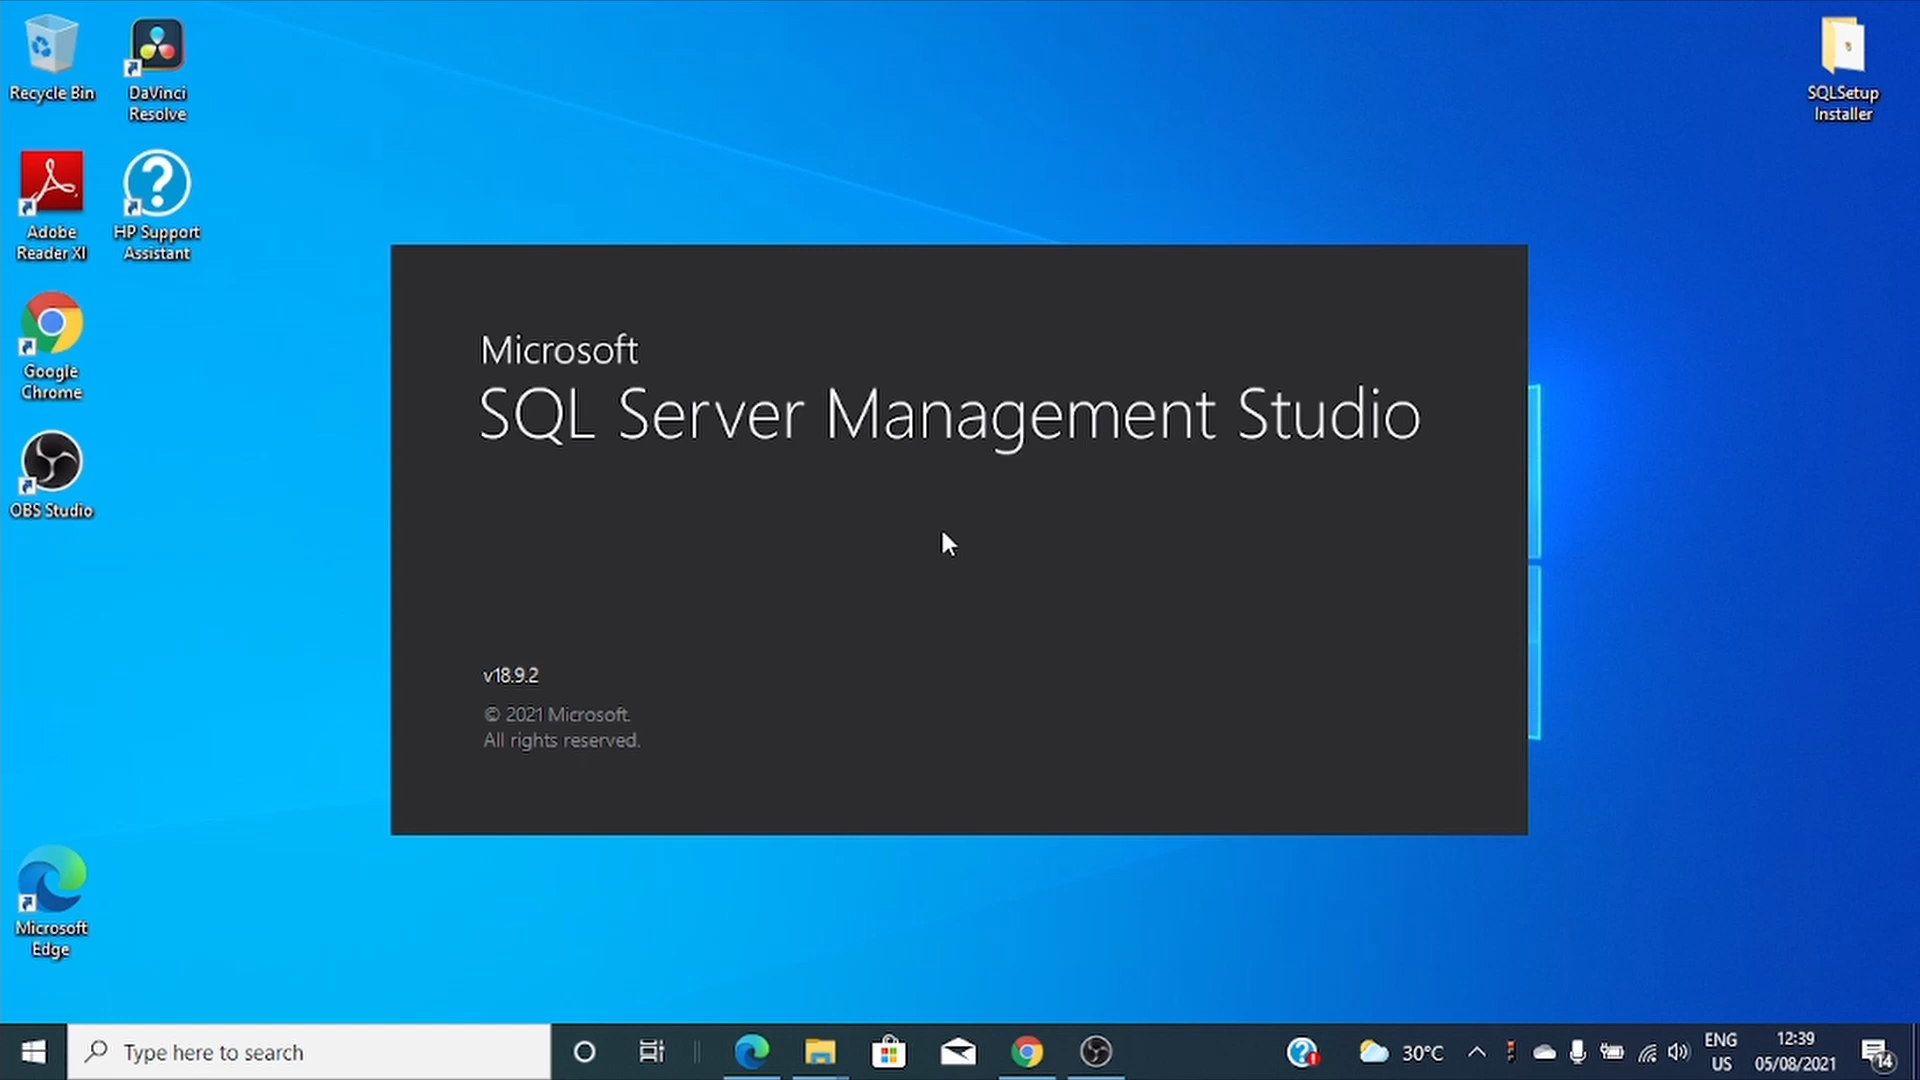 Recycle Bin
DaVinci
Resolve
SQLSetup
Installer
Adobe
Reader XI
HP Support
Assistant
Google
Chrome
OBS Studio
Microsoft
SQL Server Management Studio
v18.9.2
© 2021 Microsoft.
All rights reserved.
Microsoft
Edge
Type here to search
30°C
ENG
US
12:39
05/08/2021
14